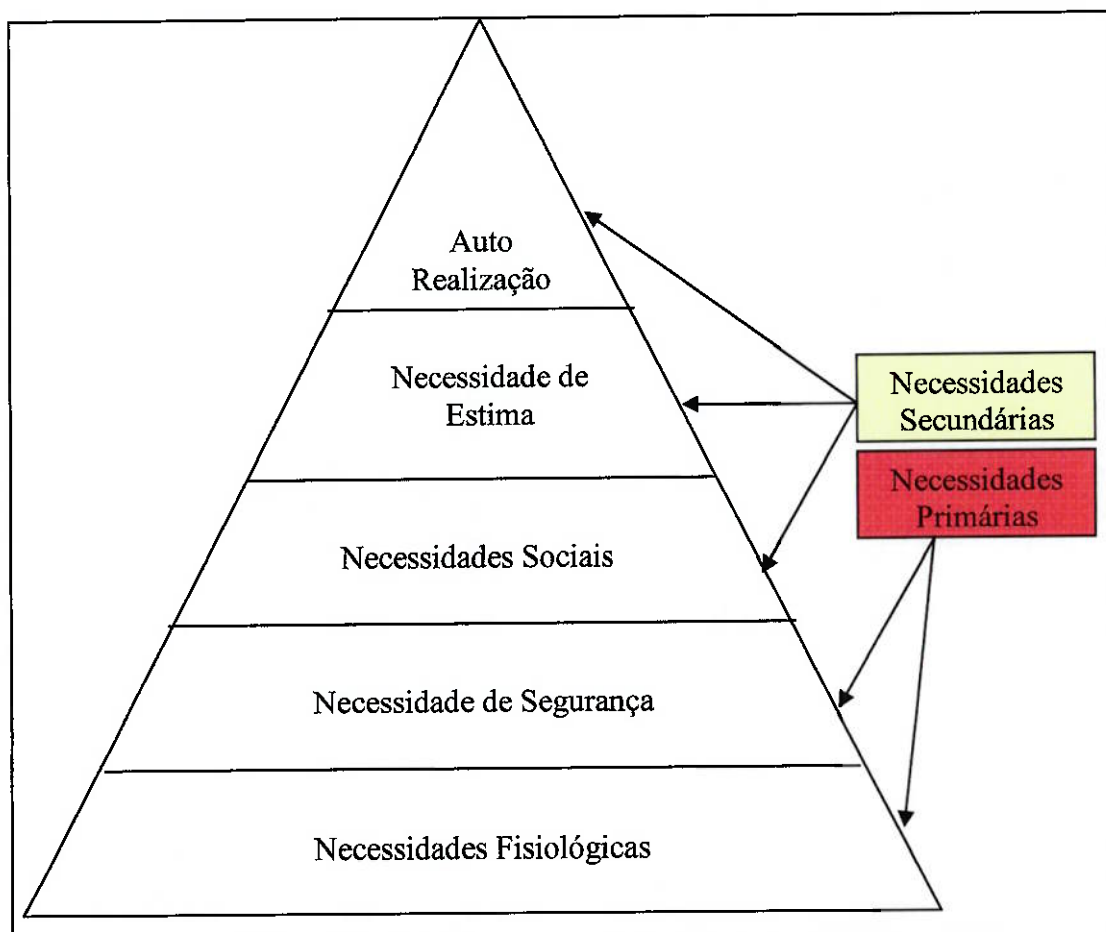 Auto
Realização
Necessidade de
Estima
Necessidades
Secundárias
Necessidades
Primárias
Necessidades Sociais
Necessidade de Segurança
Necessidades Fisiológicas